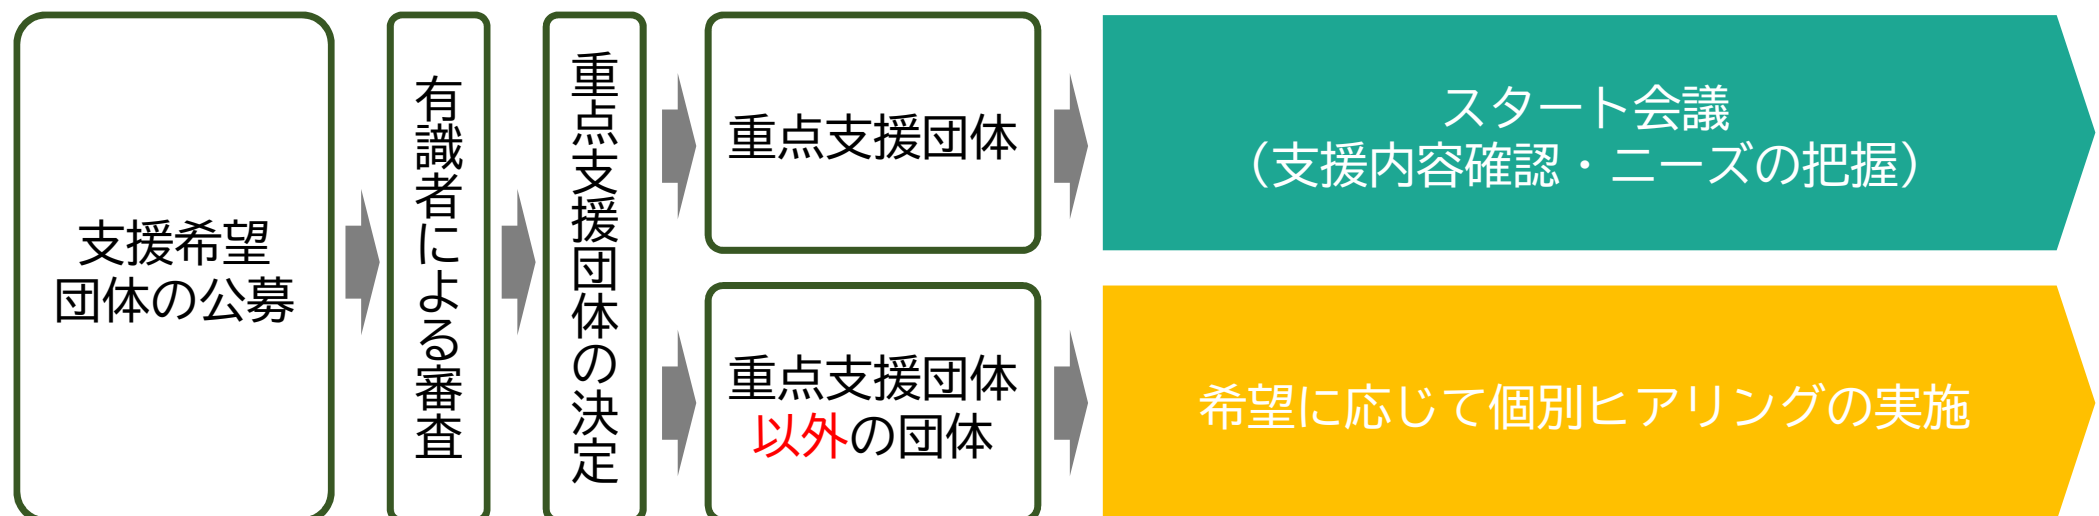 支援希望
団体の公募
有識者による審査
重点支援団体の決定
重点支援団体
スタート会議
（支援内容確認・ニーズの把握）
重点支援団体
以外の団体
希望に応じて個別ヒアリングの実施